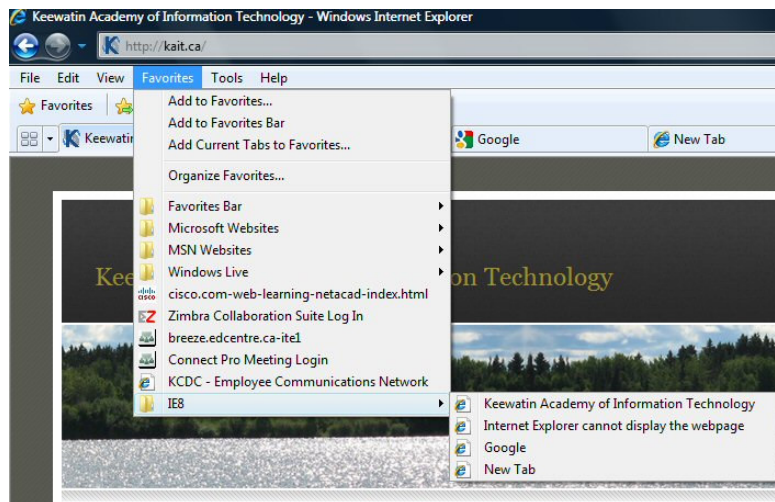 Keewatin Academy of Information Technology - Windows Internet Explorer
http://kait.ca/
File Edit View Favorites Tools Help
Favorites
Keewatin Google New Tab
Add to Favorites...
Add to Favorites Bar
Add Current Tabs to Favorites...
Organize Favorites...
Favorites Bar
Microsoft Websites
MSN Websites
Windows Live
Kee on Technology
cisco.com-web-learning-netacad-index.html
Zimbra Collaboration Suite Log In
breeze.edcentre.ca-ite1
Connect Pro Meeting Login
KCDC - Employee Communications Network
IE8
Keewatin Academy of Information Technology
Internet Explorer cannot display the webpage
Google
New Tab